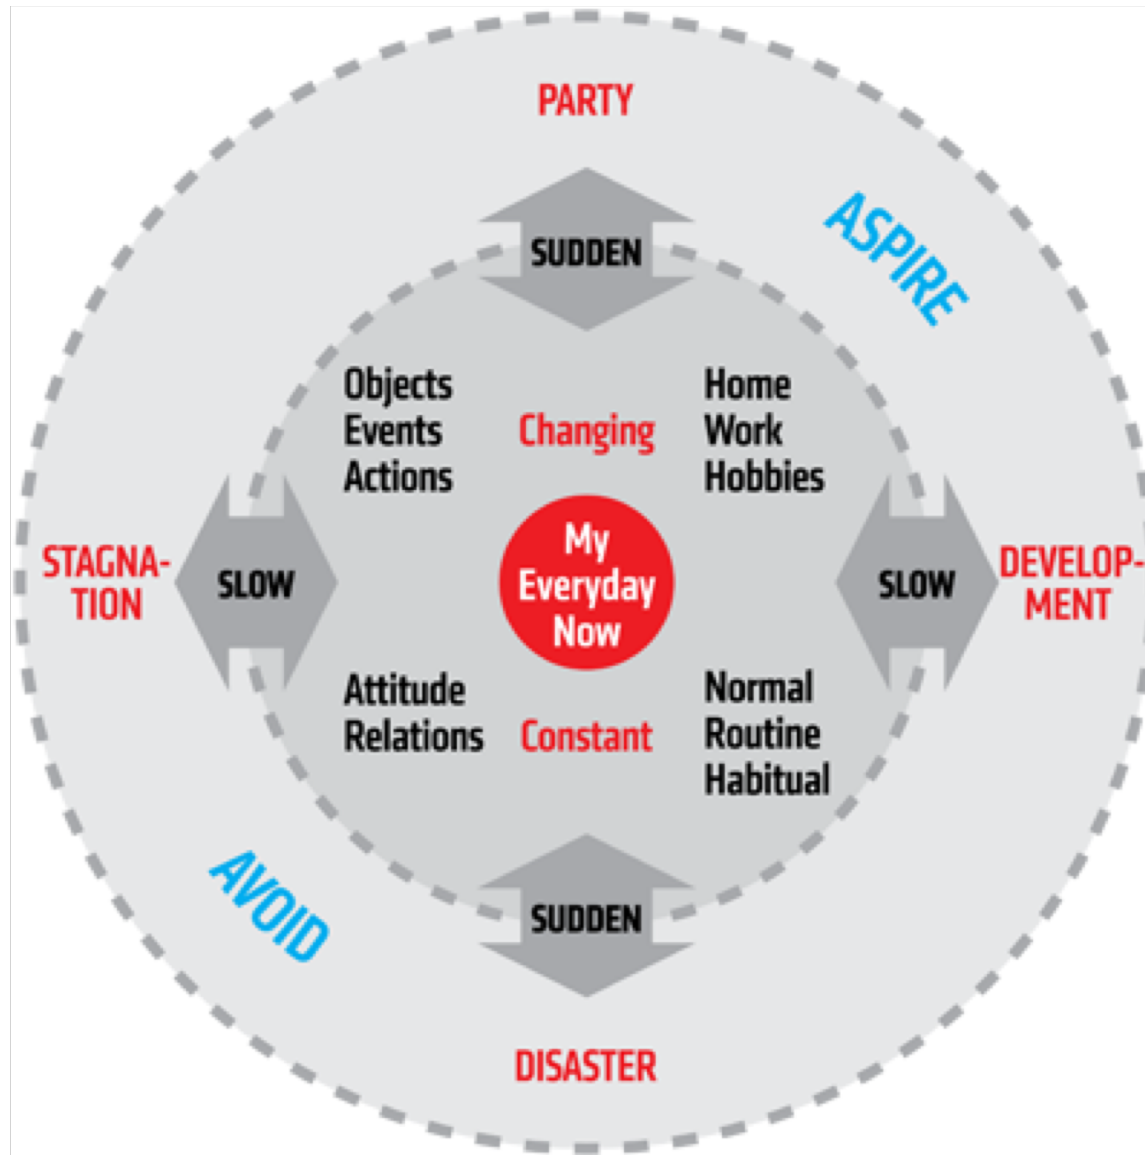 PARTY
ASPIRE
SUDDEN
Objects
Events
Actions
Changing
Home
Work
Hobbies
STAGNA-
TION
SLOW
My
Everyday
Now
SLOW
DEVELOP-
MENT
Attitude
Relations
Constant
Normal
Routine
Habitual
AVOID
SUDDEN
DISASTER